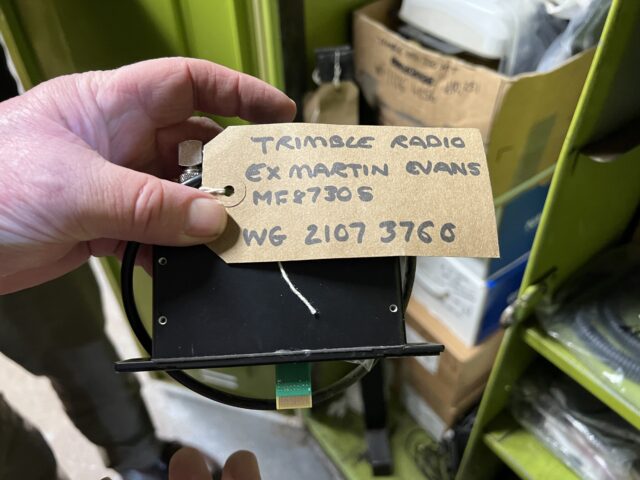 TRIMBLE RADIO
EX MARTIN EVANS
MF8730S
WG 2107 3760